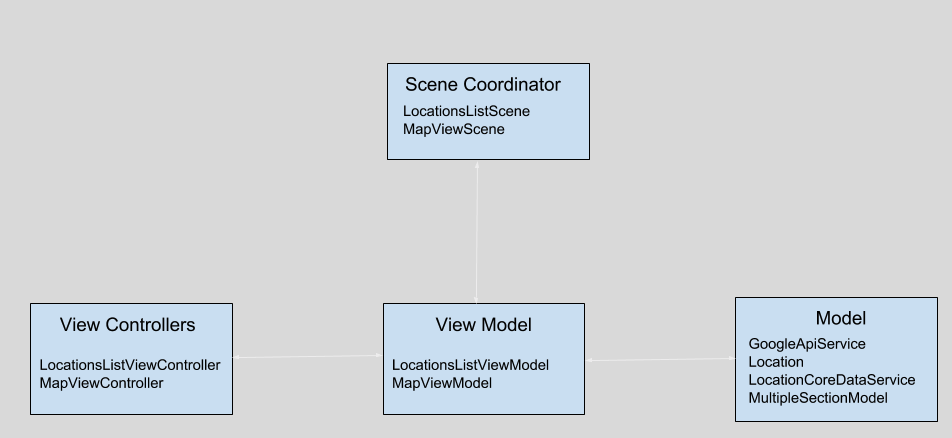 Scene Coordinator
LocationsListScene
MapViewScene
View Controllers
LocationsListViewController
MapViewController
View Model
LocationsListViewModel
MapViewModel
Model
GoogleApiService
Location
LocationCoreDataService
MultipleSectionModel